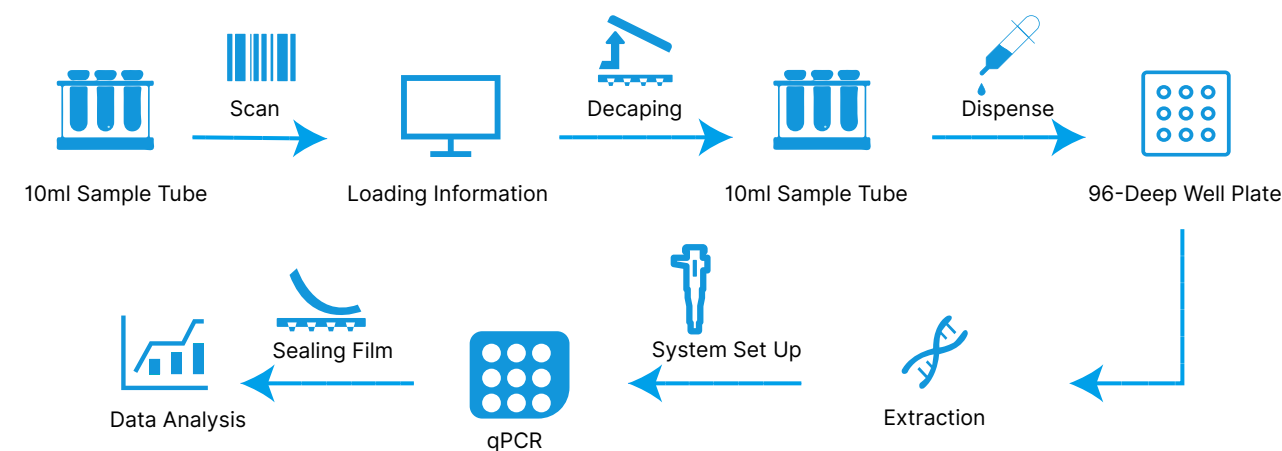 Scan
Decaping
Dispense
10ml Sample Tube
Loading Information
10ml Sample Tube
96-Deep Well Plate
Sealing Film
System Set Up
Data Analysis
Extraction
qPCR